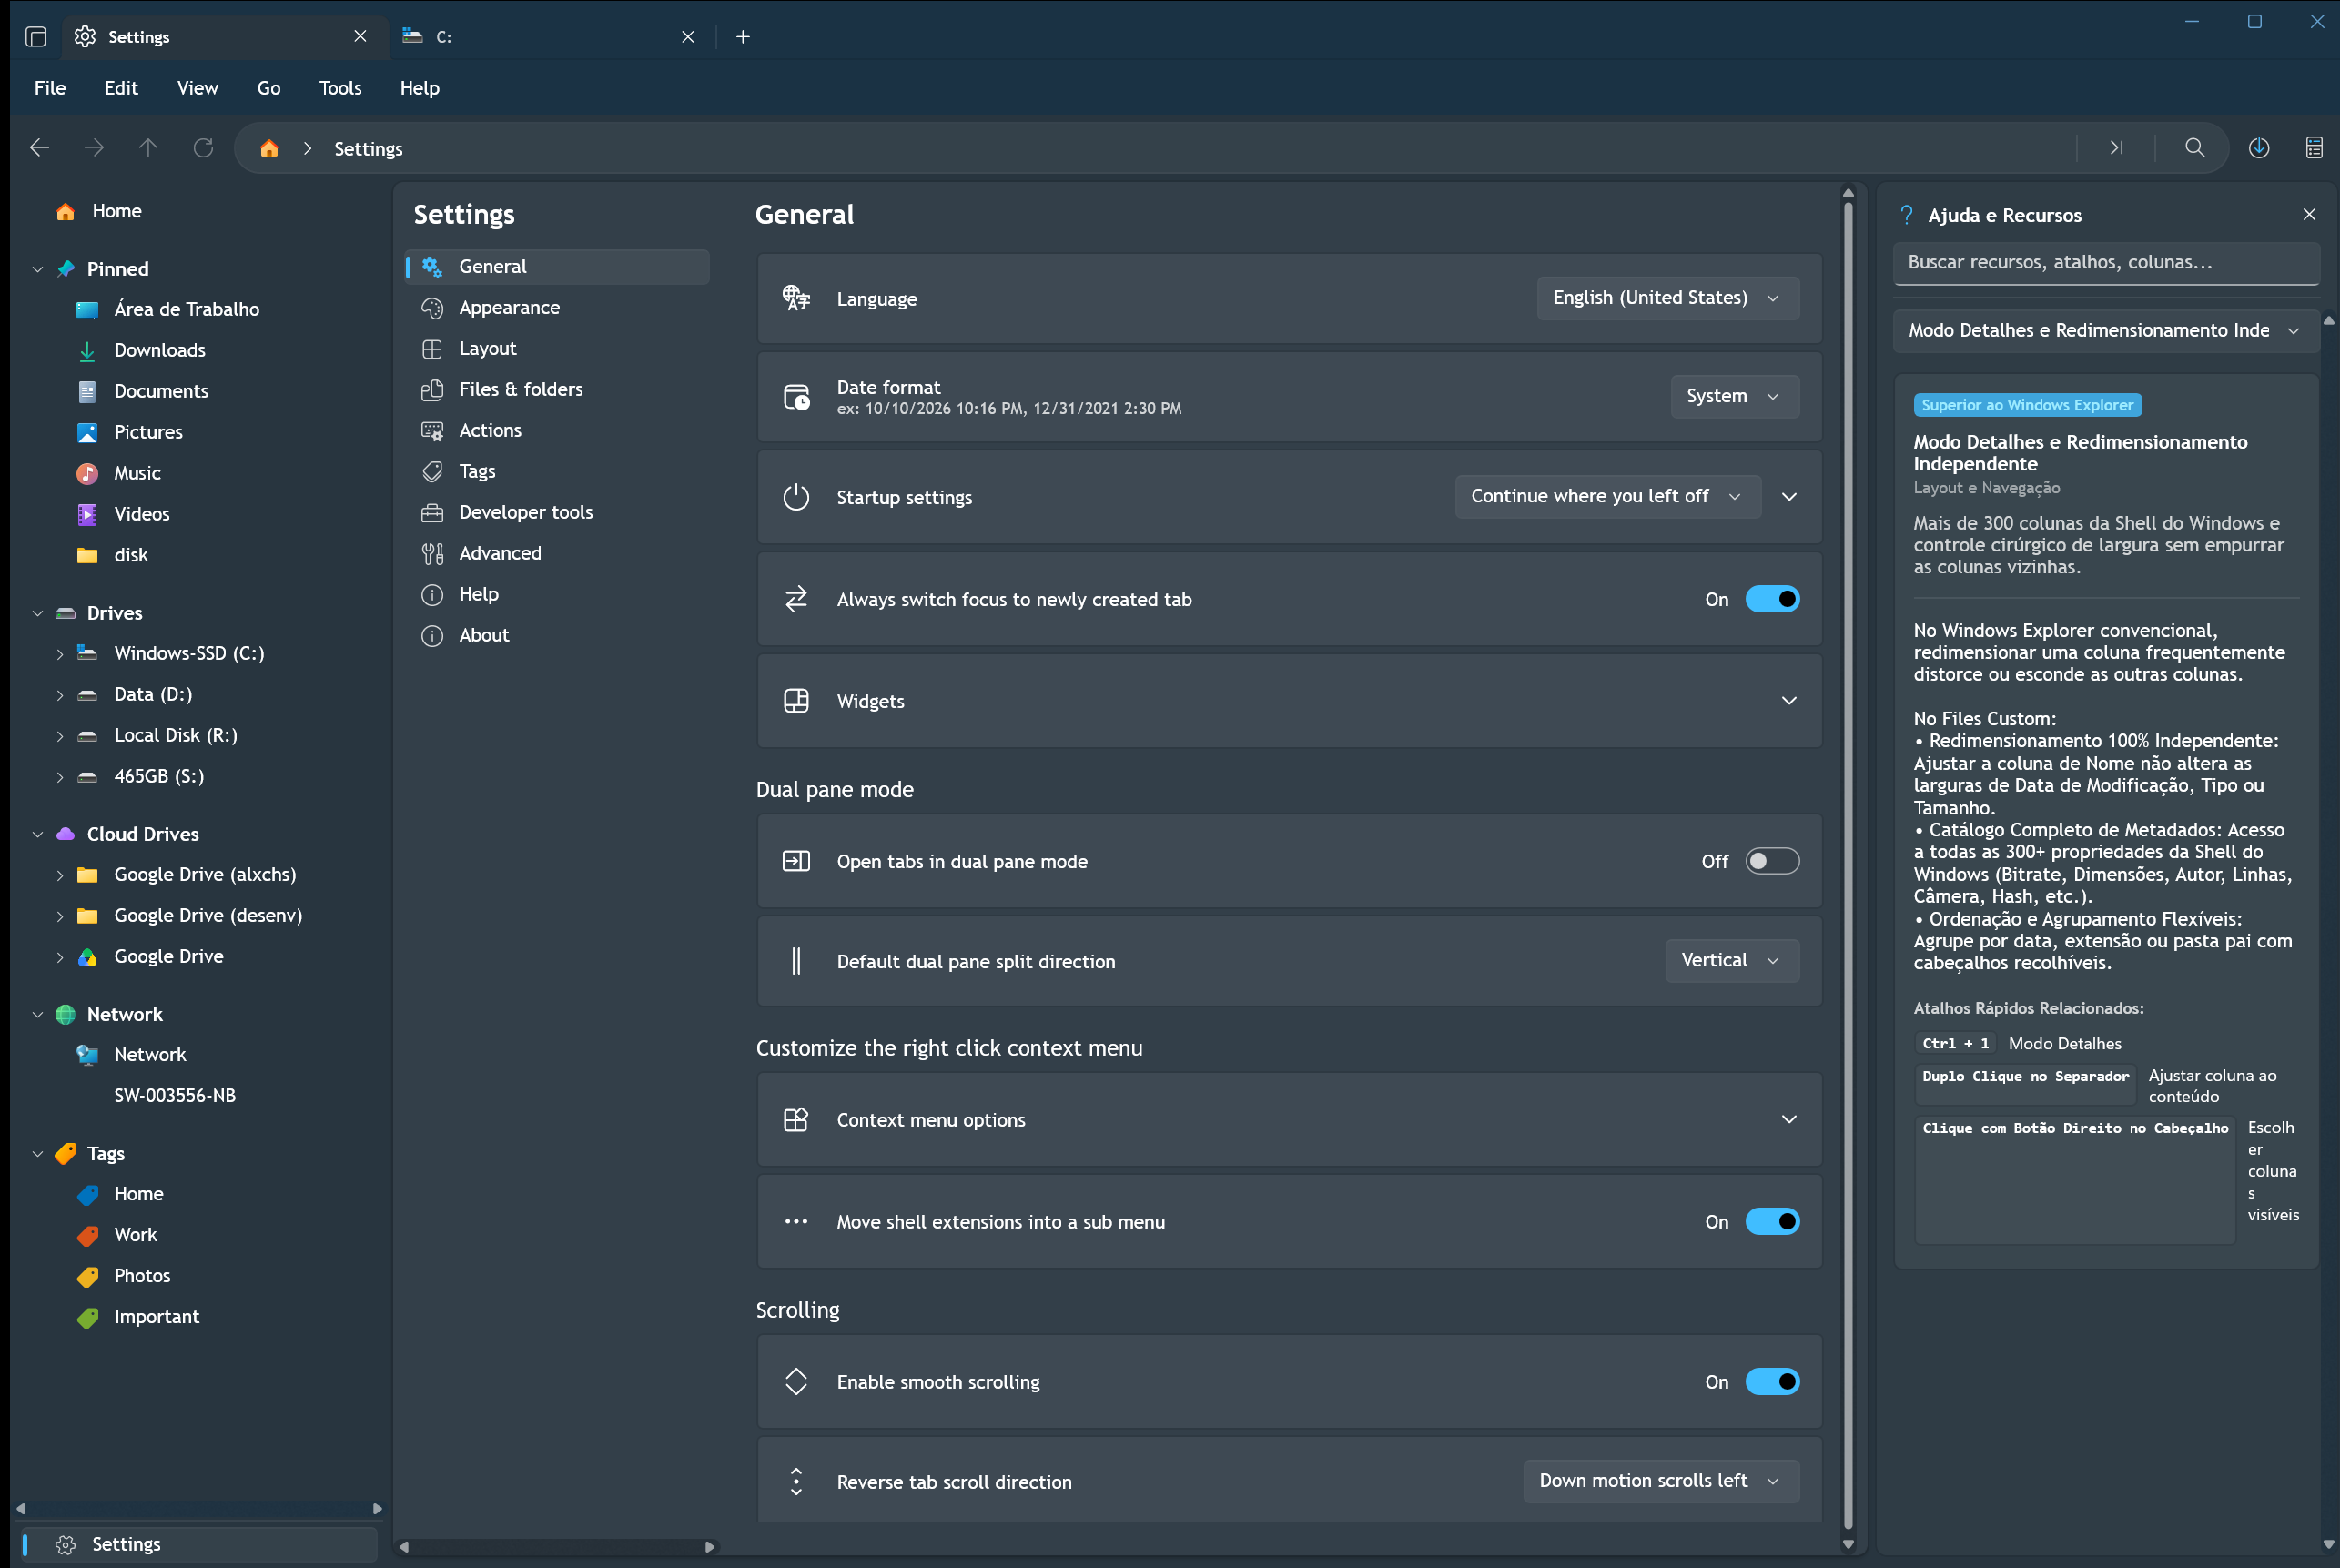 Settings
C:
File Edit View Go Tools Help
Settings
Home
Pinned
Área de Trabalho
Downloads
Documents
Pictures
Music
Videos
disk
Drives
Windows-SSD (C:)
Data (D:)
Local Disk (R:)
465GB (S:)
Cloud Drives
Google Drive (alxchs)
Google Drive (desenv)
Google Drive
Network
Network
SW-003556-NB
Tags
Home
Work
Photos
Important
Settings
Settings
General
Appearance
Layout
Files & folders
Actions
Tags
Developer tools
Advanced
Help
About
General
Language
English (United States)
Date format
ex: 10/10/2026 10:16 PM, 12/31/2021 2:30 PM
System
Startup settings
Continue where you left off
Always switch focus to newly created tab
On
Widgets
Dual pane mode
Open tabs in dual pane mode
Off
Default dual pane split direction
Vertical
Customize the right click context menu
Context menu options
Move shell extensions into a sub menu
On
Scrolling
Enable smooth scrolling
On
Reverse tab scroll direction
Down motion scrolls left
Ajuda e Recursos
Buscar recursos, atalhos, colunas...
Modo Detalhes e Redimensionamento Inde
Superior ao Windows Explorer
Modo Detalhes e Redimensionamento
Independente
Layout e Navegação
Mais de 300 colunas da Shell do Windows e
controle cirúrgico de largura sem empurrar
as colunas vizinhas.
No Windows Explorer convencional,
redimensionar uma coluna frequentemente
distorce ou esconde as outras colunas.
No Files Custom:
• Redimensionamento 100% Independente:
Ajustar a coluna de Nome não altera as
larguras de Data de Modificação, Tipo ou
Tamanho.
• Catálogo Completo de Metadados: Acesso
a todas as 300+ propriedades da Shell do
Windows (Bitrate, Dimensões, Autor, Linhas,
Câmera, Hash, etc.).
• Ordenação e Agrupamento Flexíveis:
Agrupe por data, extensão ou pasta pai com
cabeçalhos recolhíveis.
Atalhos Rápidos Relacionados:
Ctrl + 1 Modo Detalhes
Duplo Clique no Separador
Ajustar coluna ao
conteúdo
Clique com Botão Direito no Cabeçalho
Escolh
er
coluna
s
visíveis